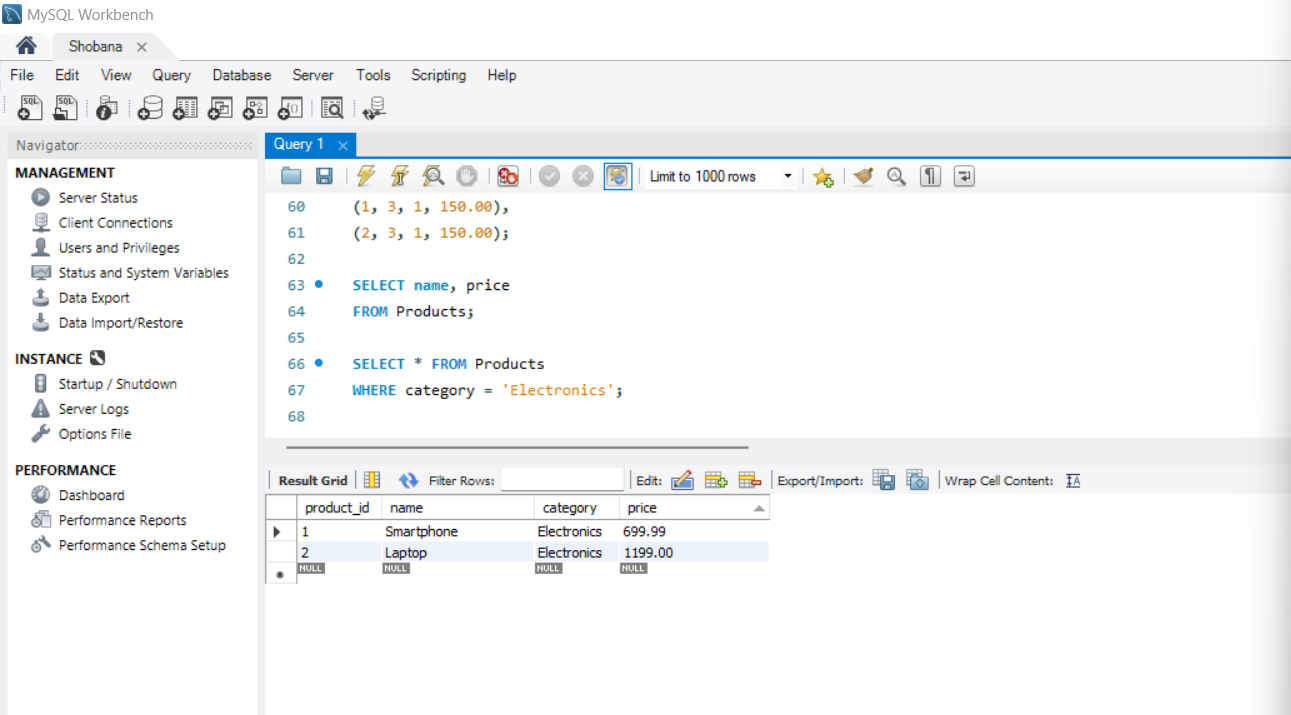 MySQL Workbench
Shobana
File Edit View Query Database Server Tools Scripting Help
Navigator
MANAGEMENT
Server Status
Client Connections
Users and Privileges
Status and System Variables
Data Export
Data Import/Restore
INSTANCE
Startup / Shutdown
Server Logs
Options File
PERFORMANCE
Dashboard
Performance Reports
Performance Schema Setup
Query 1
Limit to 1000 rows
60 (1, 3, 1, 150.00),
61 (2, 3, 1, 150.00);
62
63 SELECT name, price
64 FROM Products;
65
66 SELECT * FROM Products
67 WHERE category = 'Electronics';
68
Result Grid Filter Rows: Edit: Export/Import: Wrap Cell Content:
product_id name category price
1 Smartphone Electronics 699.99
2 Laptop Electronics 1199.00
NULL NULL NULL NULL